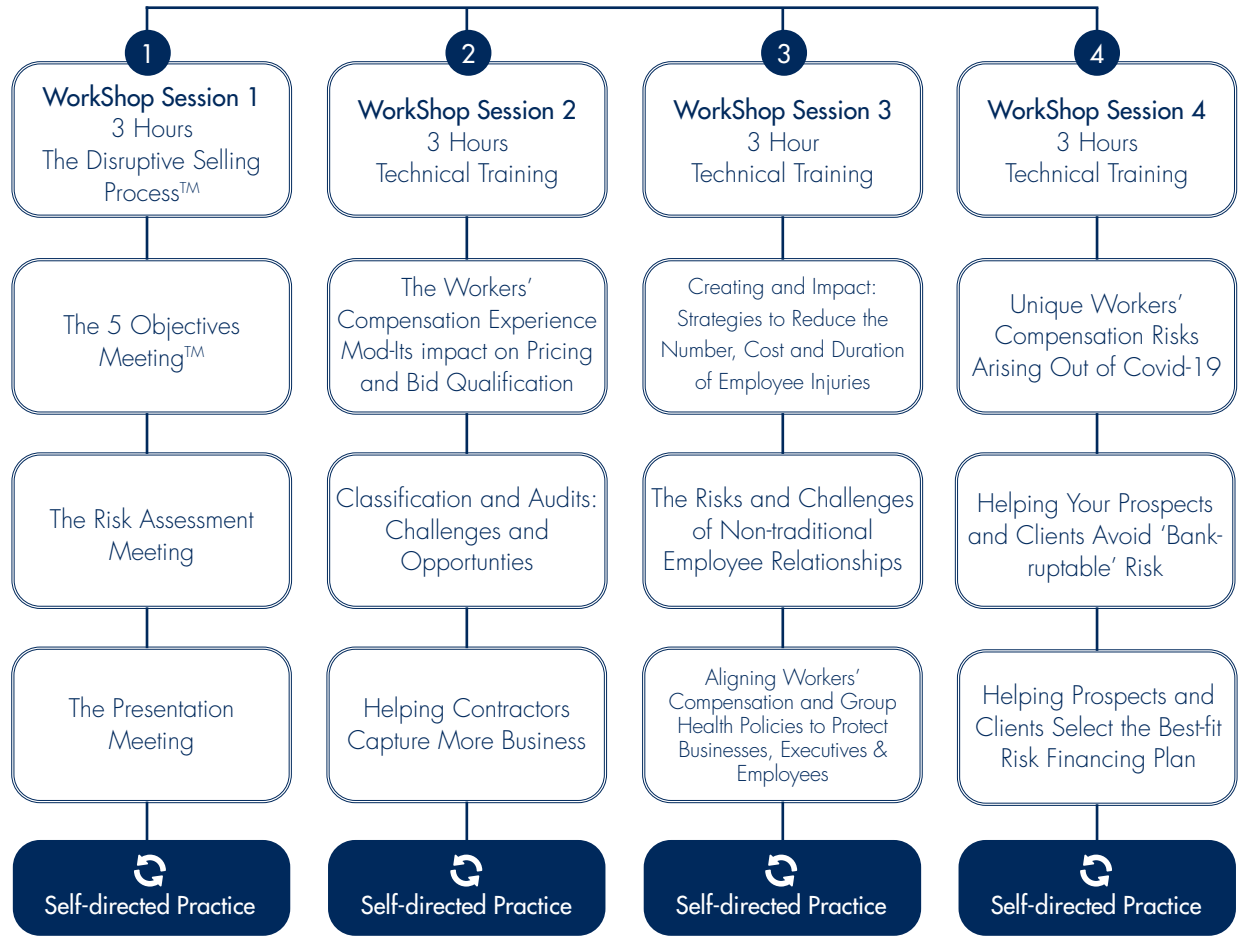 1
WorkShop Session 1
3 Hours
The Disruptive Selling
Process™
The 5 Objectives
Meeting™
The Risk Assessment
Meeting
The Presentation
Meeting
Self-directed Practice
2
WorkShop Session 2
3 Hours
Technical Training
The Workers’
Compensation Experience
Mod-Its impact on Pricing
and Bid Qualification
Classification and Audits:
Challenges and
Opportunties
Helping Contractors
Capture More Business
Self-directed Practice
3
WorkShop Session 3
3 Hour
Technical Training
Creating and Impact:
Strategies to Reduce the
Number, Cost and Duration
of Employee Injuries
The Risks and Challenges
of Non-traditional
Employee Relationships
Aligning Workers’
Compensation and Group
Health Policies to Protect
Businesses, Executives &
Employees
Self-directed Practice
4
WorkShop Session 4
3 Hours
Technical Training
Unique Workers’
Compensation Risks
Arising Out of Covid-19
Helping Your Prospects
and Clients Avoid ‘Bank-
ruptable’ Risk
Helping Prospects and
Clients Select the Best-fit
Risk Financing Plan
Self-directed Practice